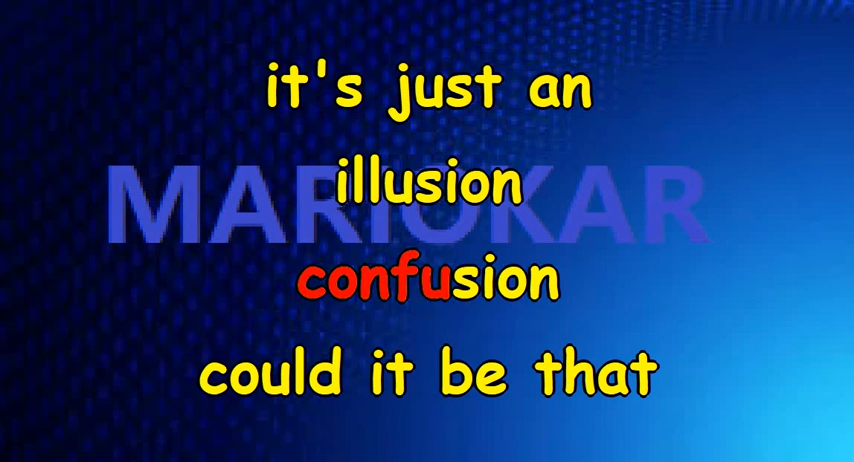 it's just an
MARIOKAR
illusion
confusion
could it be that